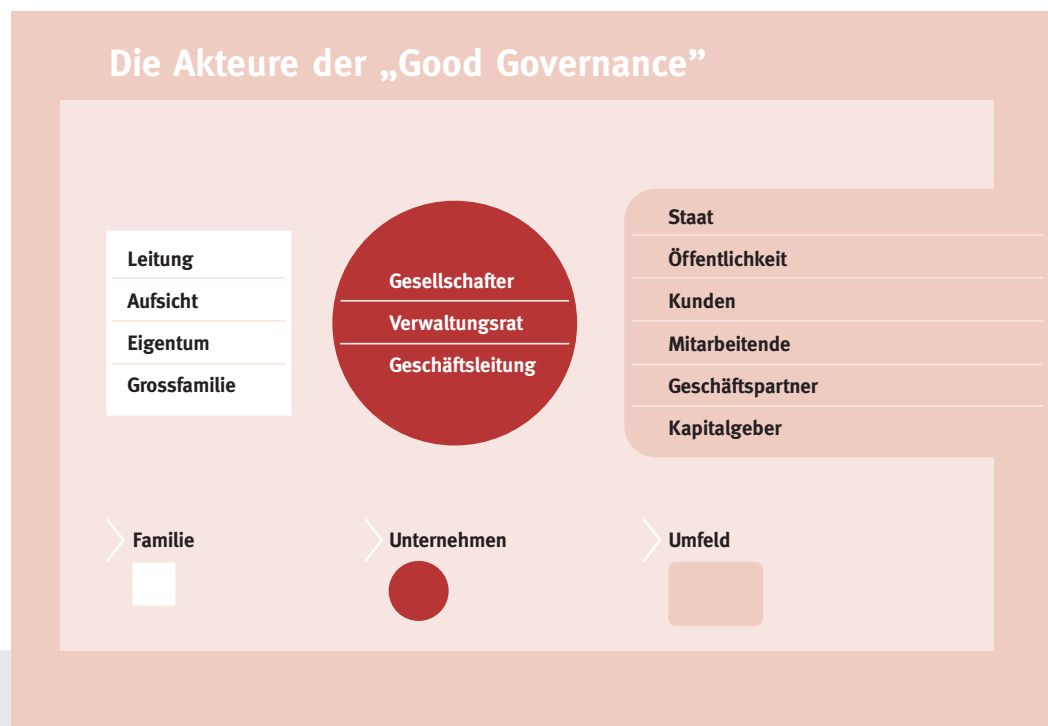 Die Akteure der „Good Governance”
Leitung
Aufsicht
Eigentum
Grossfamilie
Gesellschafter
Verwaltungsrat
Geschäftsleitung
Staat
Öffentlichkeit
Kunden
Mitarbeitende
Geschäftspartner
Kapitalgeber
Familie
Unternehmen
Umfeld